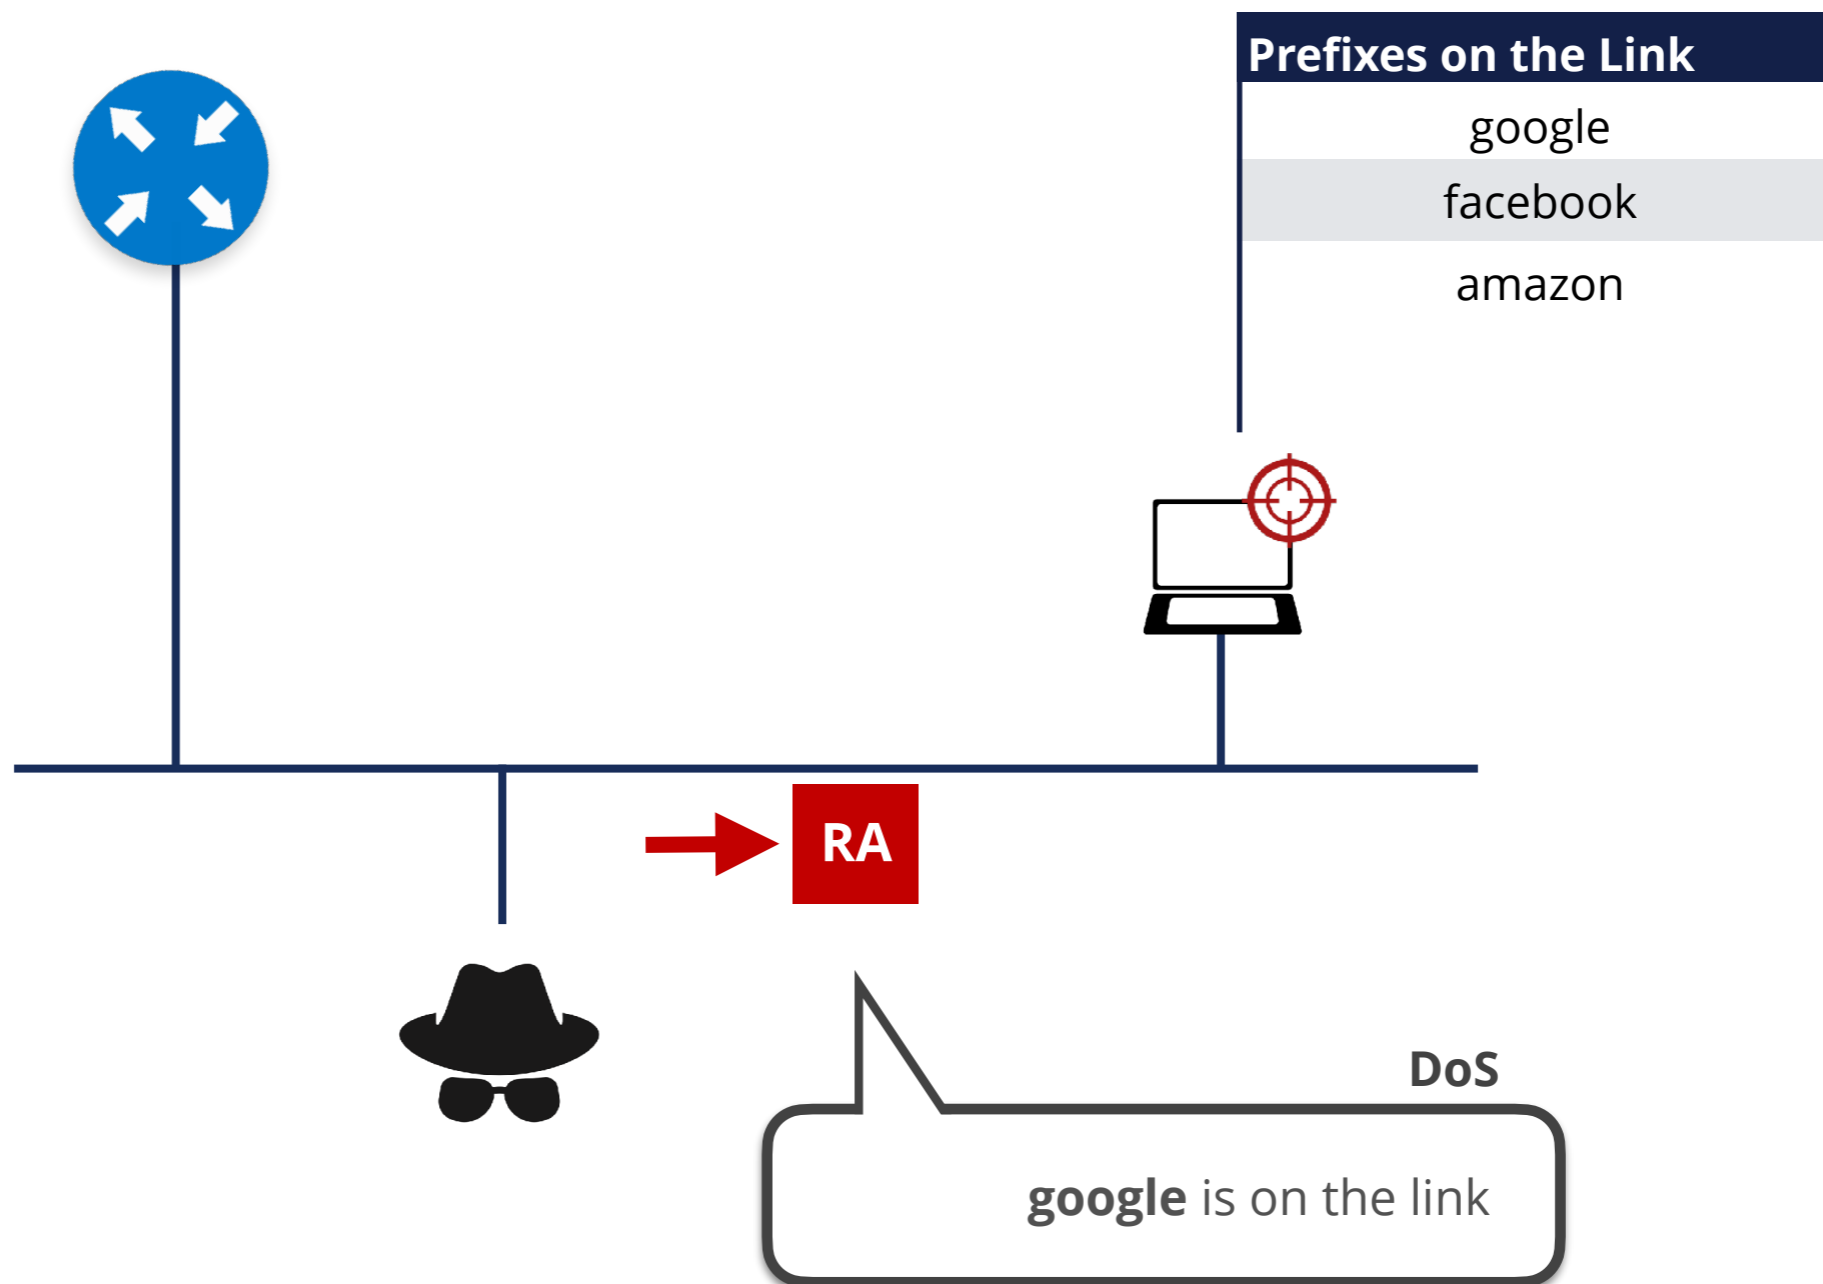 Prefixes on the Link
google
facebook
amazon
RA
DoS
google is on the link